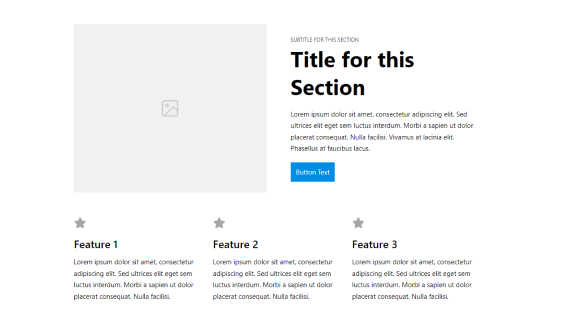 SUBTITLE FOR THIS SECTION
Title for this
Section
Lorem ipsum dolor sit amet, consectetur adipiscing elit. Sed
ultrices elit eget sem luctus interdum. Morbi a sapien ut dolor
placerat consequat. Nulla facilisi. Vivamus at lacinia elit.
Phasellus at faucibus lacus.
Button Text
Feature 1
Lorem ipsum dolor sit amet, consectetur
adipiscing elit. Sed ultrices elit eget sem
luctus interdum. Morbi a sapien ut dolor
placerat consequat. Nulla facilisi.
Feature 2
Lorem ipsum dolor sit amet, consectetur
adipiscing elit. Sed ultrices elit eget sem
luctus interdum. Morbi a sapien ut dolor
placerat consequat. Nulla facilisi.
Feature 3
Lorem ipsum dolor sit amet, consectetur
adipiscing elit. Sed ultrices elit eget sem
luctus interdum. Morbi a sapien ut dolor
placerat consequat. Nulla facilisi.